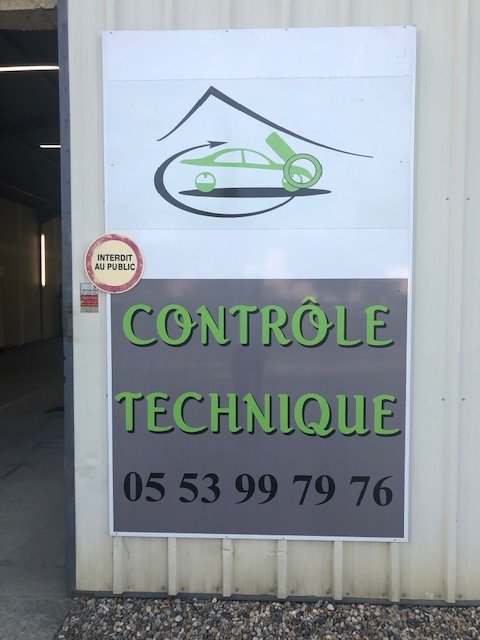 INTERDIT
AU PUBLIC
CONTRÔLE
TECHNIQUE
05 53 99 79 76